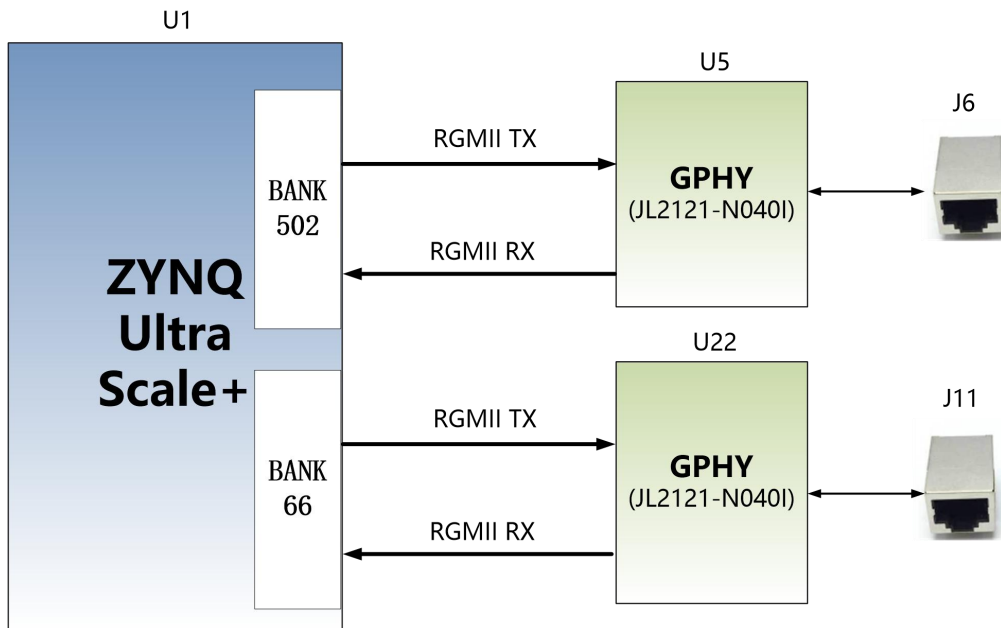 U1
ZYNQ
Ultra
Scale+
BANK
502
BANK
66
RGMII TX
RGMII RX
RGMII TX
RGMII RX
U5
GPHY
(JL2121-N040I)
U22
GPHY
(JL2121-N040I)
J6
J11